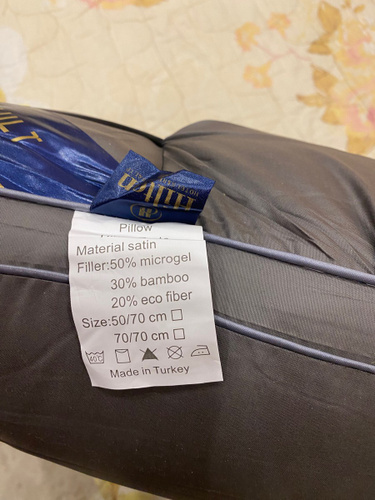 Pillow
Material satin
Filler:50% microgel
30% bamboo
20% eco fiber
Size:50/70 cm
70/70 cm
40°C
Made in Turkey